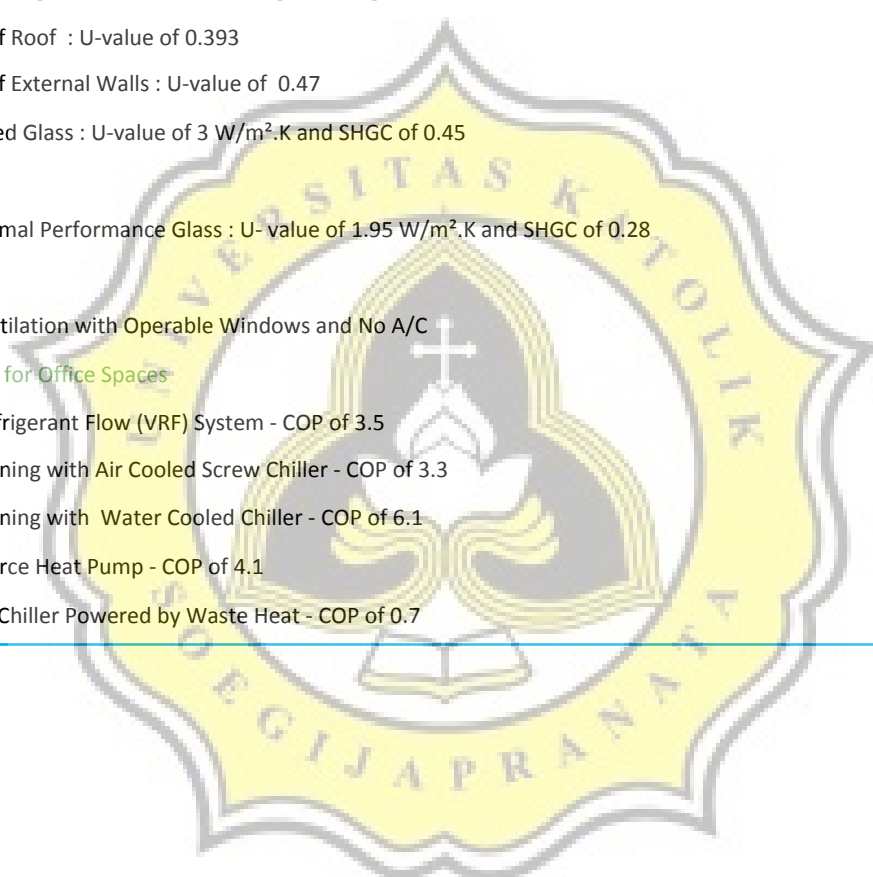 f Roof : U-value of 0.393
f External Walls : U-value of 0.47
ed Glass : U-value of 3 W/m².K and SHGC of 0.45
mal Performance Glass : U- value of 1.95 W/m².K and SHGC of 0.28
tilation with Operable Windows and No A/C
for Office Spaces
frigerant Flow (VRF) System - COP of 3.5
ning with Air Cooled Screw Chiller - COP of 3.3
ning with Water Cooled Chiller - COP of 6.1
rce Heat Pump - COP of 4.1
Chiller Powered by Waste Heat - COP of 0.7
UNIVERSITAS KATOLIK
SOEGIJAPRANATA